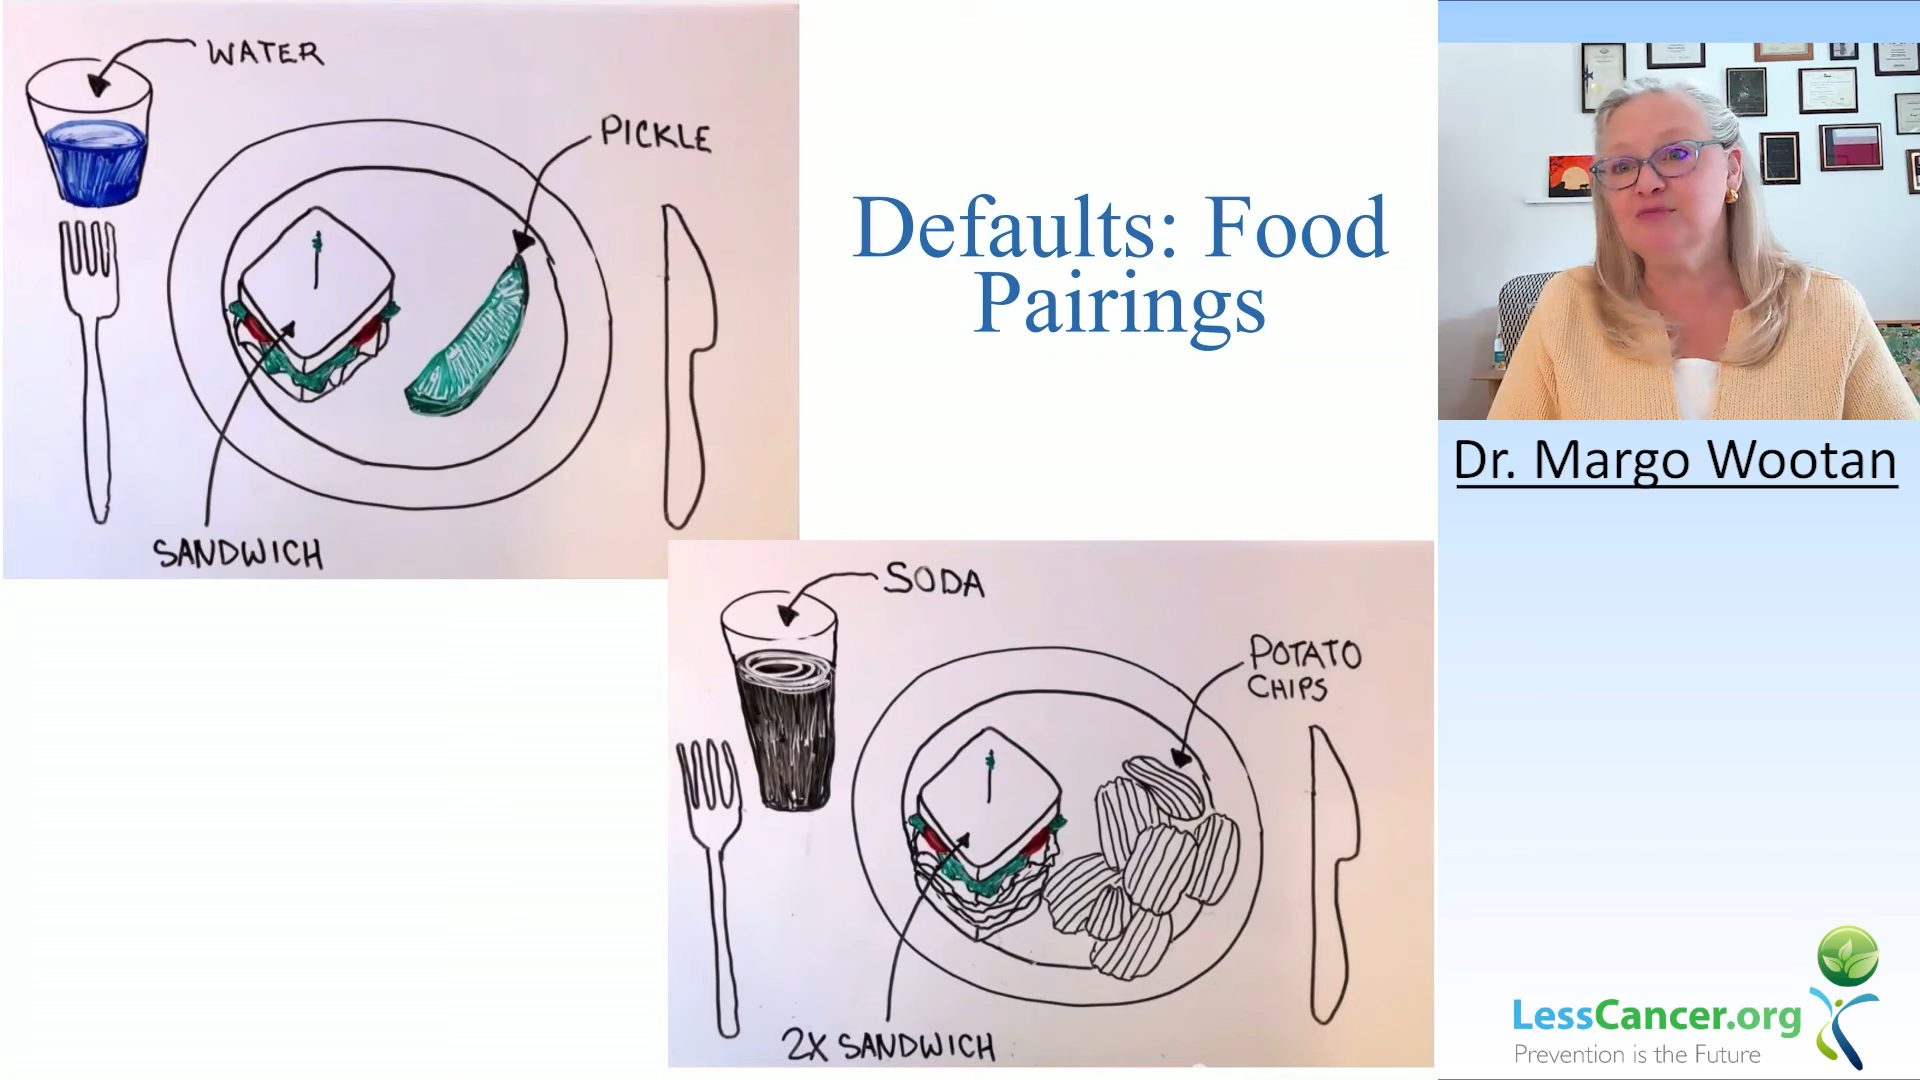 WATER
PICKLE
SANDWICH
Defaults: Food
Pairings
SODA
POTATO
CHIPS
2X SANDWICH
Dr. Margo Wootan
LessCancer.org
Prevention is the Future